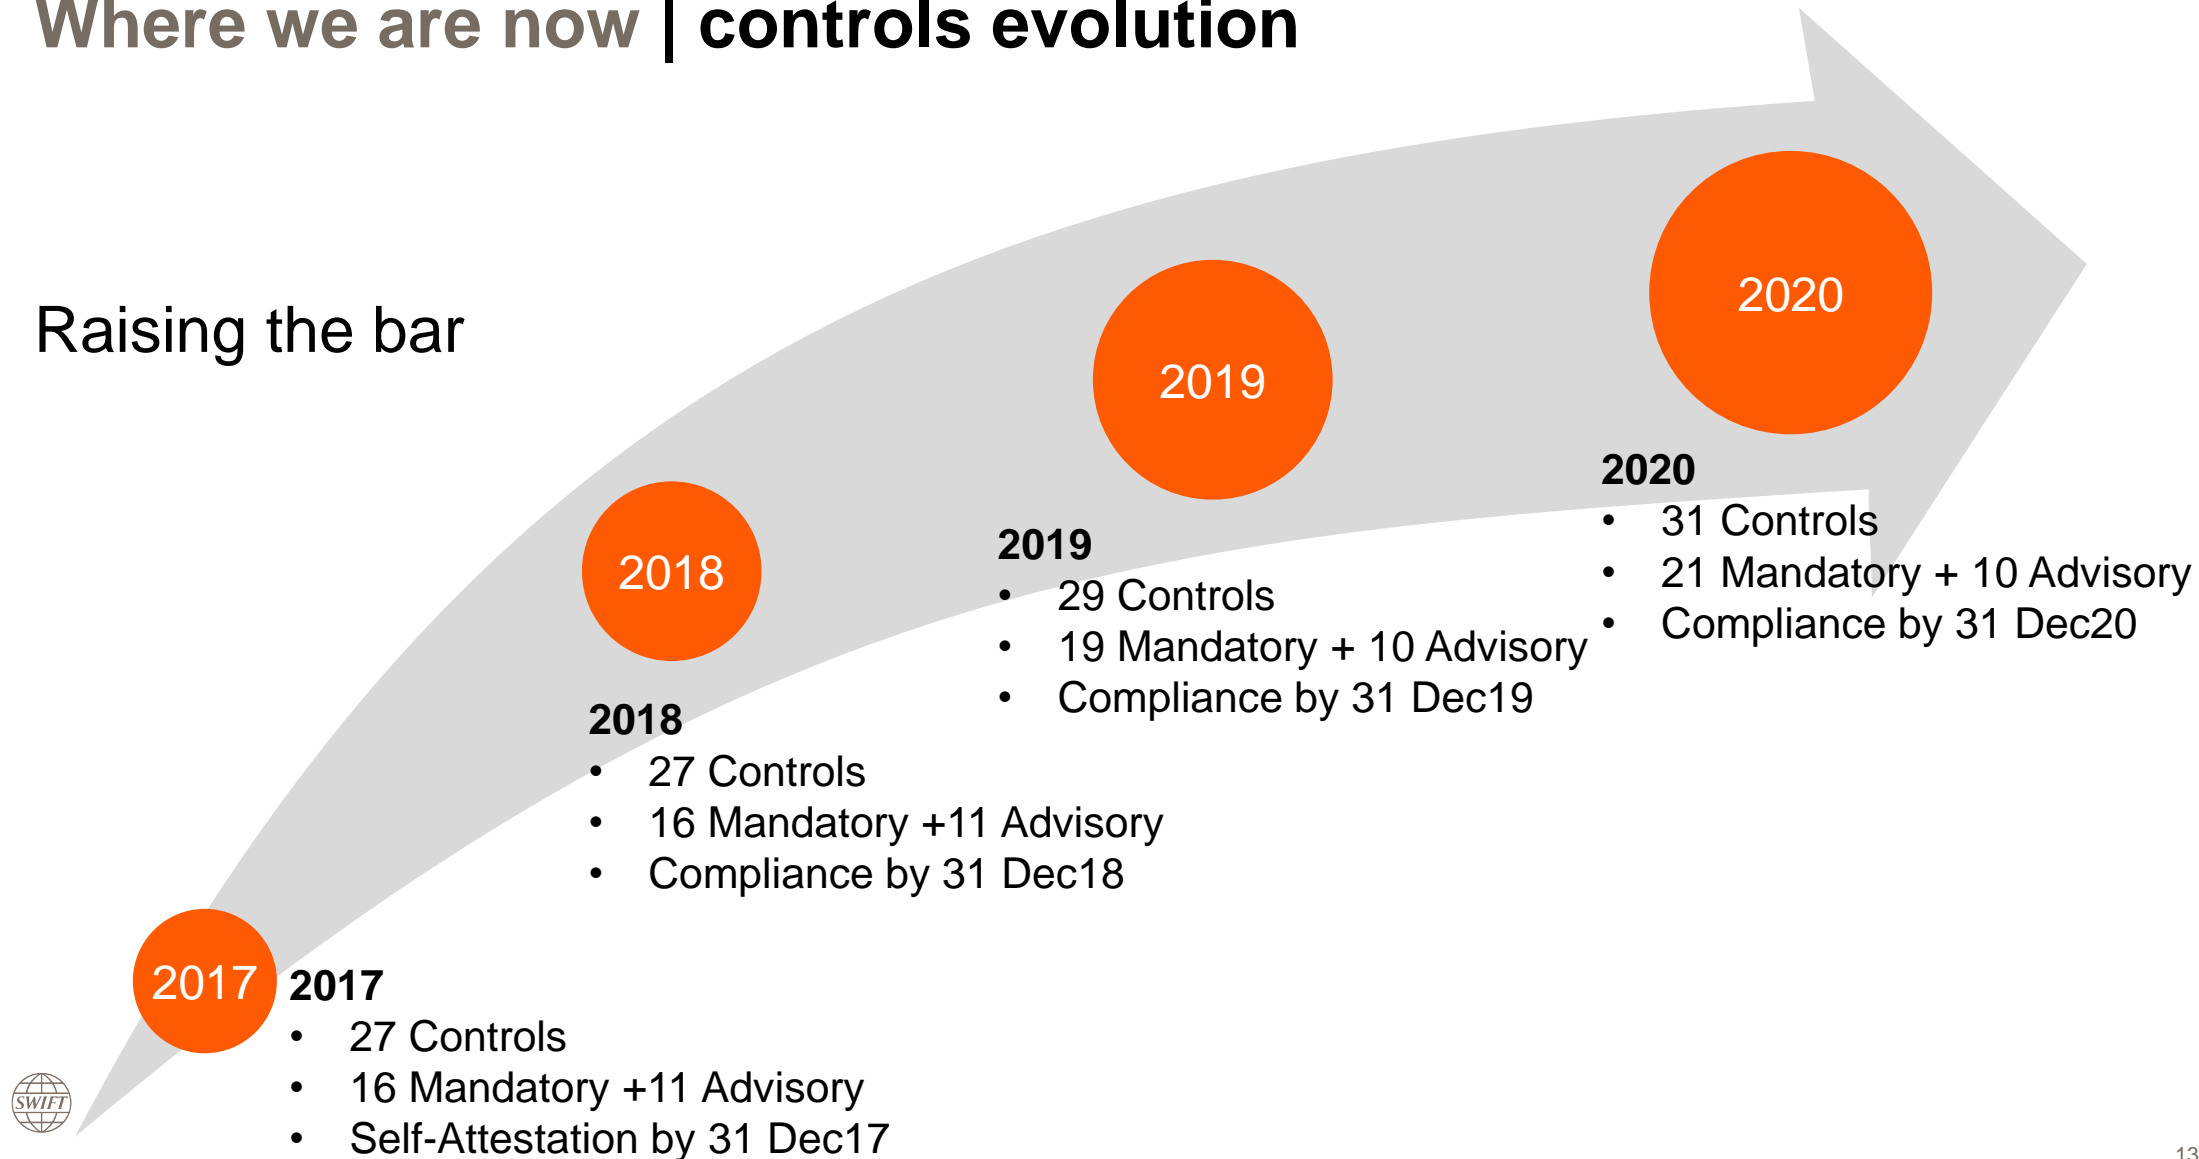 Where we are now | controls evolution
Raising the bar
2017
2017
• 27 Controls
• 16 Mandatory +11 Advisory
• Self-Attestation by 31 Dec17
2018
2018
• 27 Controls
• 16 Mandatory +11 Advisory
• Compliance by 31 Dec18
2019
2019
• 29 Controls
• 19 Mandatory + 10 Advisory
• Compliance by 31 Dec19
2020
2020
• 31 Controls
• 21 Mandatory + 10 Advisory
• Compliance by 31 Dec20
SWIFT
13